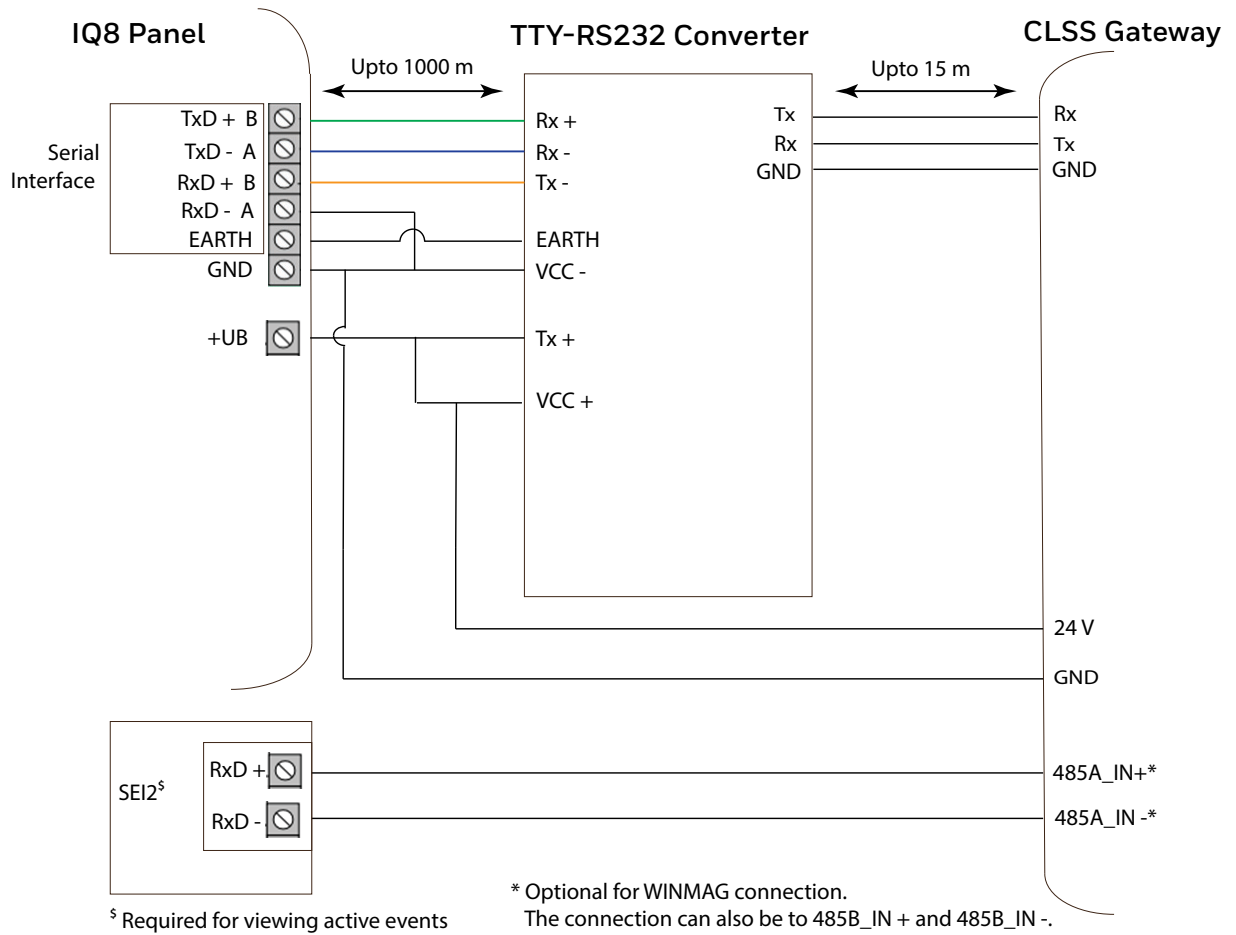 IQ8 Panel
TTY-RS232 Converter
CLSS Gateway
Upto 1000 m
Upto 15 m
Serial
Interface
TxD + B
TxD - A
RxD + B
RxD - A
EARTH
GND
+UB
Rx +
Rx -
Tx -
EARTH
VCC -
Tx +
VCC +
Tx
Rx
GND
Rx
Tx
GND
24 V
GND
SEI2$
RxD +
RxD -
485A_IN+*
485A_IN -*
$ Required for viewing active events
* Optional for WINMAG connection.
The connection can also be to 485B_IN + and 485B_IN -.